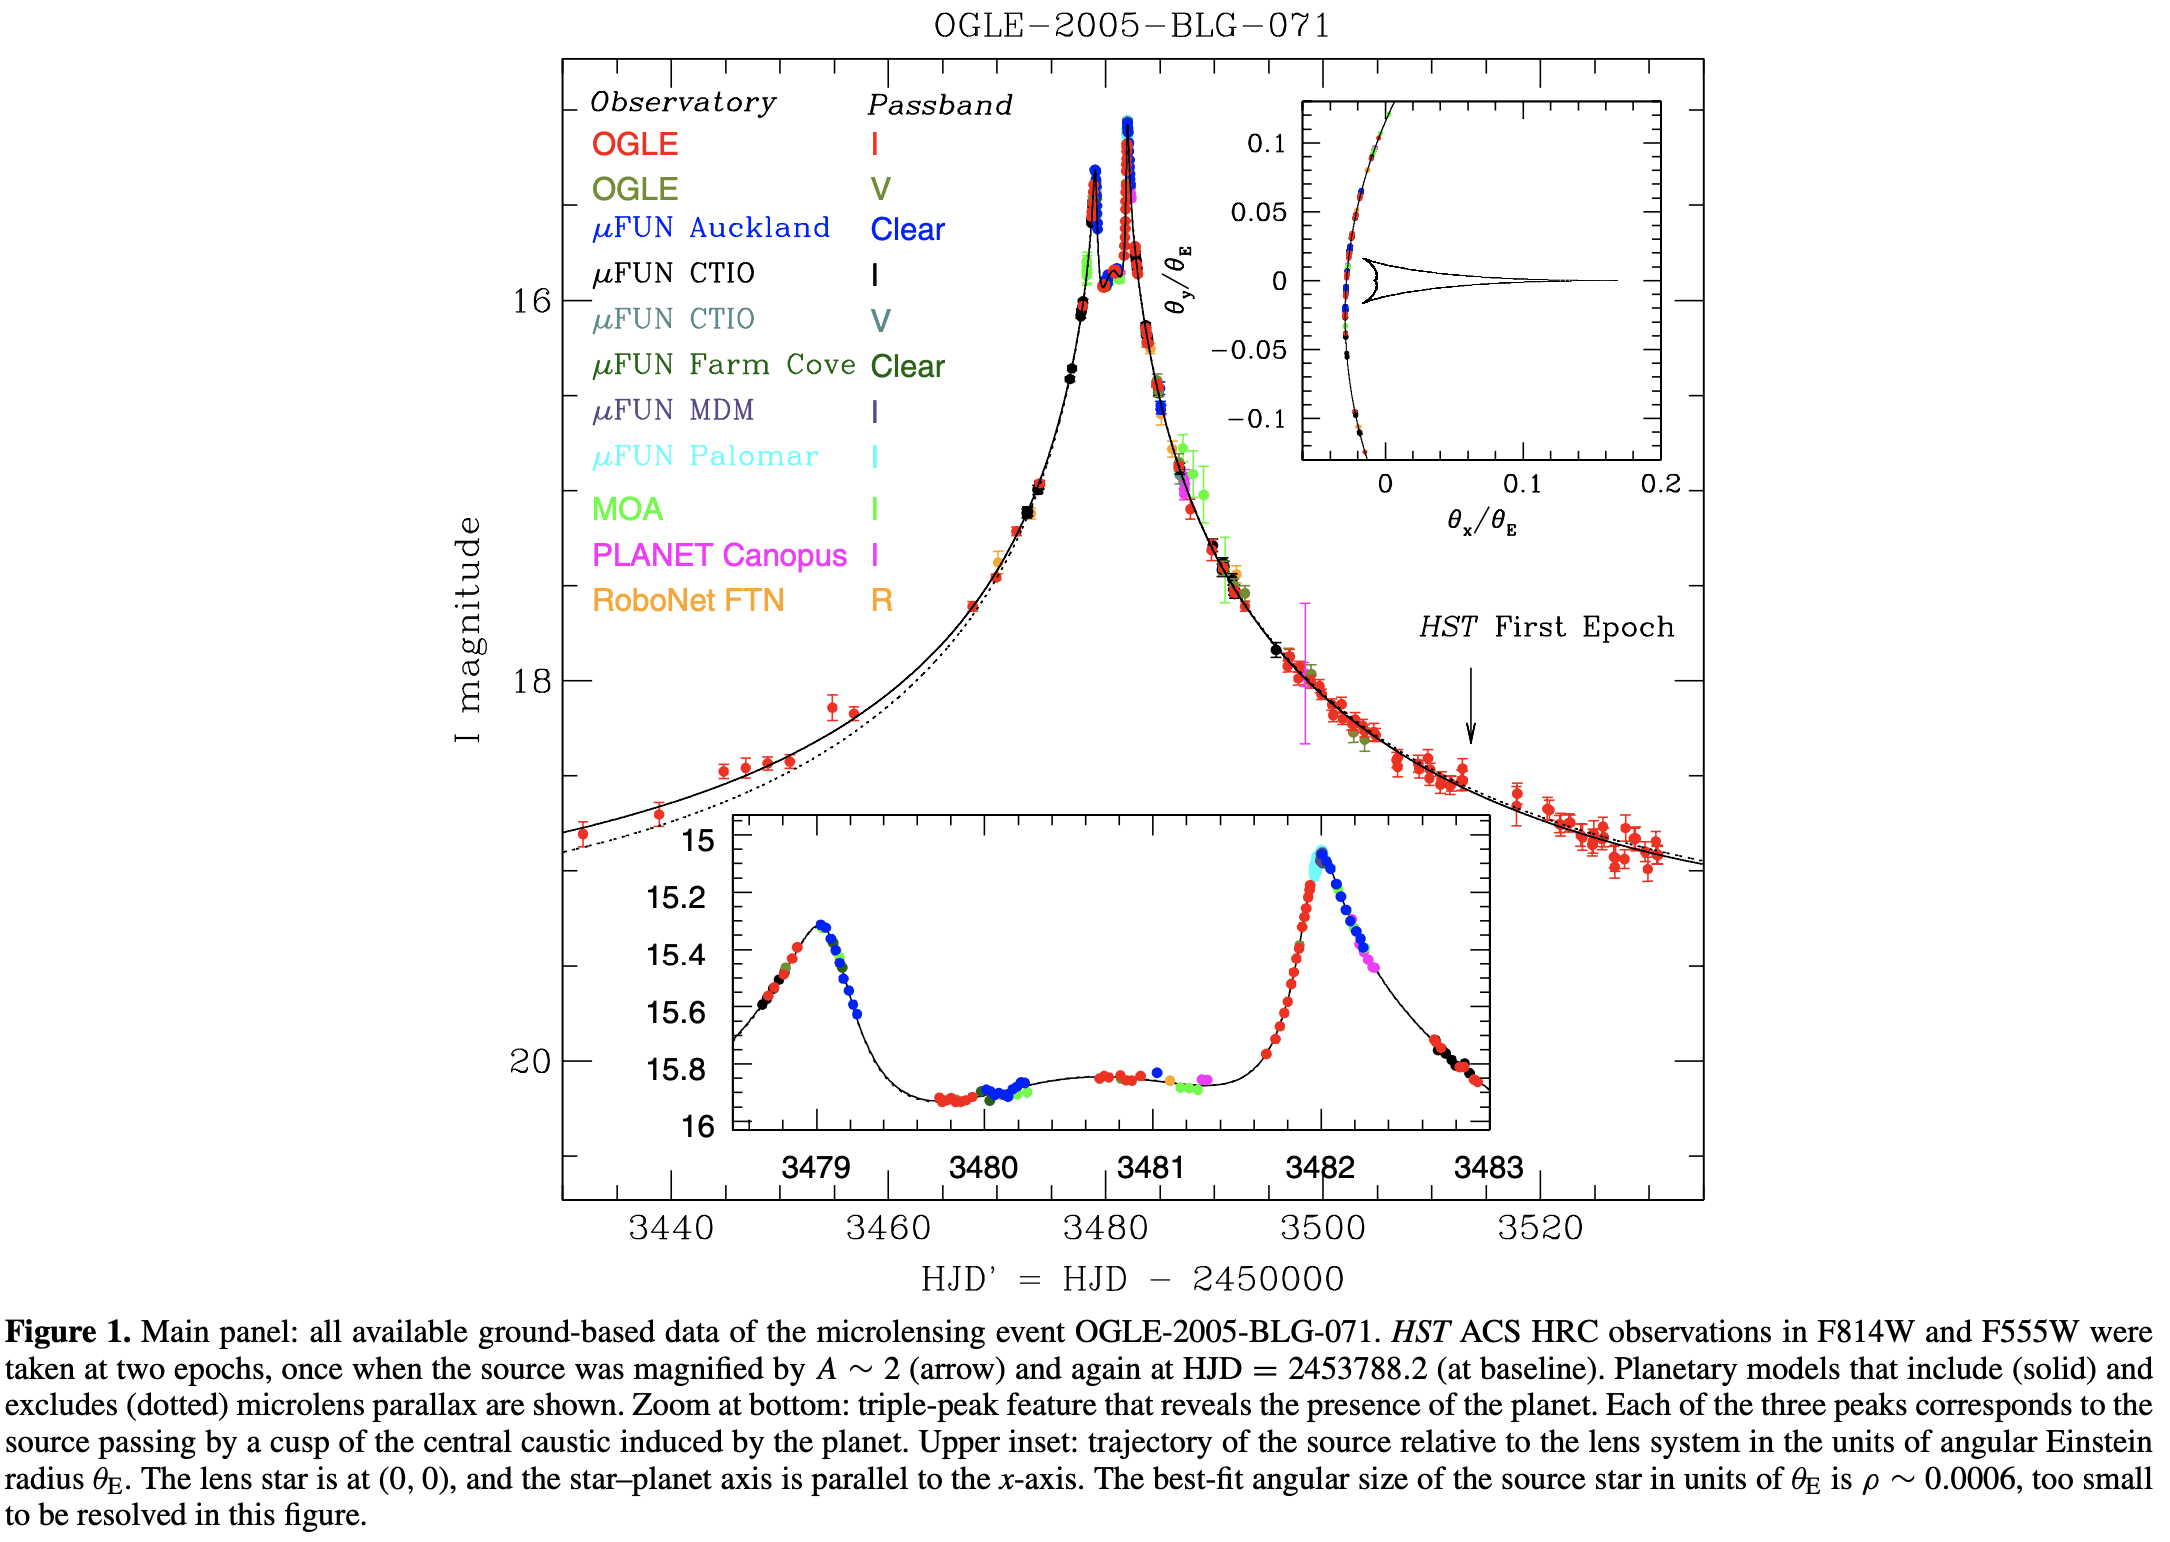 OGLE−2005−BLG−071
Observatory Passband
OGLE I
OGLE V
μFUN Auckland Clear
μFUN CTIO I
μFUN CTIO V
μFUN Farm Cove Clear
μFUN MDM I
μFUN Palomar I
MOA I
PLANET Canopus I
RoboNet FTN R
0.1
0.05
0
−0.05
−0.1
θy/θE
0 0.1 0.2
θx/θE
HST First Epoch
16
18
20
I magnitude
15
15.2
15.4
15.6
15.8
16
3479 3480 3481 3482 3483
3440 3460 3480 3500 3520
HJD' = HJD − 2450000
Figure 1. Main panel: all available ground-based data of the microlensing event OGLE-2005-BLG-071. HST ACS HRC observations in F814W and F555W were
taken at two epochs, once when the source was magnified by A ∼ 2 (arrow) and again at HJD = 2453788.2 (at baseline). Planetary models that include (solid) and
excludes (dotted) microlens parallax are shown. Zoom at bottom: triple-peak feature that reveals the presence of the planet. Each of the three peaks corresponds to the
source passing by a cusp of the central caustic induced by the planet. Upper inset: trajectory of the source relative to the lens system in the units of angular Einstein
radius θE. The lens star is at (0, 0), and the star–planet axis is parallel to the x-axis. The best-fit angular size of the source star in units of θE is ρ ∼ 0.0006, too small
to be resolved in this figure.